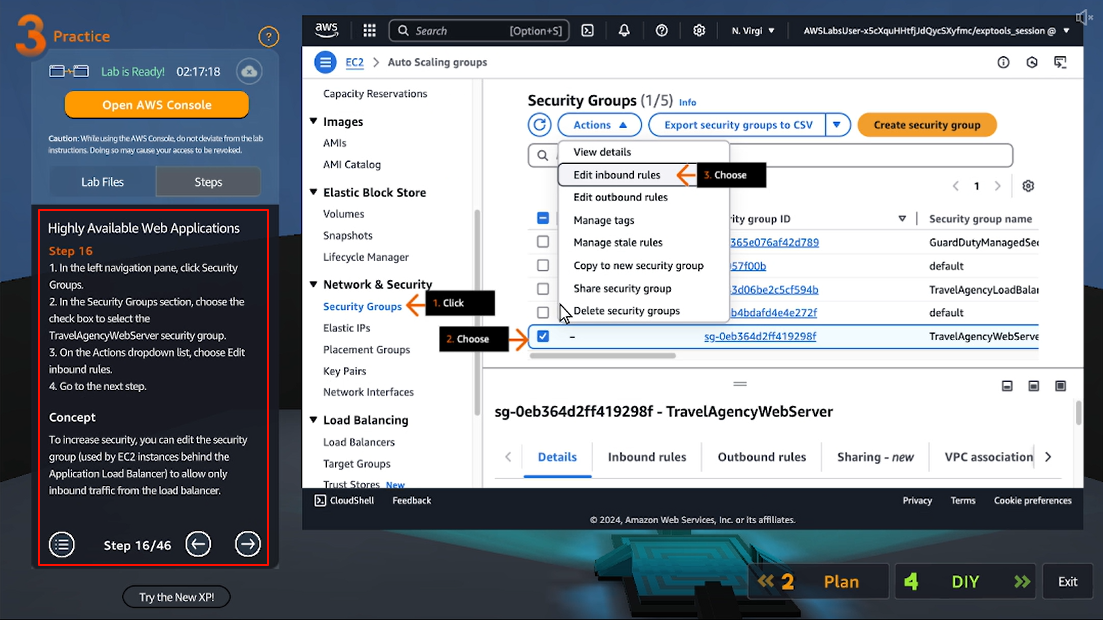 3 Practice
?
Lab is Ready! 02:17:18
Open AWS Console
Caution: While using the AWS Console, do not deviate from the lab
instructions. Doing so may cause your access to be revoked.
Lab Files
Steps
Highly Available Web Applications
Step 16
1. In the left navigation pane, click Security
Groups.
2. In the Security Groups section, choose the
check box to select the
TravelAgencyWebServer security group.
3. On the Actions dropdown list, choose Edit
inbound rules.
4. Go to the next step.
Concept
To increase security, you can edit the security
group (used by EC2 instances behind the
Application Load Balancer) to allow only
inbound traffic from the load balancer.
Step 16/46
Try the New XP!
aws
Search [Option+S]
N. Virgi
AWSLabsUser-x5cXquHHtfjJdQycSXyfmc/exptools_session @
EC2 > Auto Scaling groups
Capacity Reservations
Images
AMIs
AMI Catalog
Elastic Block Store
Volumes
Snapshots
Lifecycle Manager
Network & Security
Security Groups
1. Click
Elastic IPs
Placement Groups
Key Pairs
Network Interfaces
Load Balancing
Load Balancers
Target Groups
Trust Stores New
Security Groups (1/5) Info
Actions
Export security groups to CSV
Create security group
View details
Edit inbound rules
3. Choose
Edit outbound rules
Manage tags
Manage stale rules
Copy to new security group
Share security group
Delete security groups
1
rity group ID
Security group name
365e076af42d789 GuardDutyManagedSe
057f00b default
3d06be2c5cf594b TravelAgencyLoadBalan
b4bdafd4e4e272f default
2. Choose
– sg-0eb364d2ff419298f TravelAgencyWebServe
sg-0eb364d2ff419298f - TravelAgencyWebServer
Details
Inbound rules
Outbound rules
Sharing - new
VPC association
CloudShell
Feedback
Privacy
Terms
Cookie preferences
© 2024, Amazon Web Services, Inc. or its affiliates.
2 Plan
4 DIY
Exit